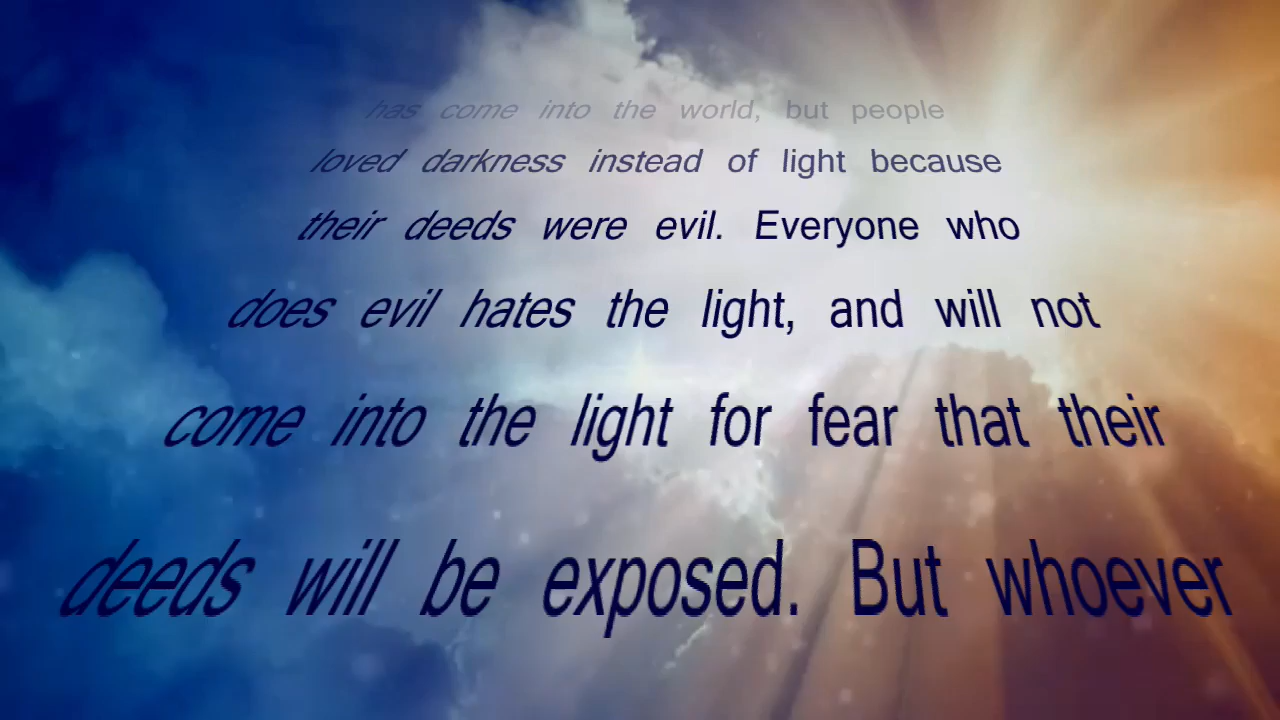 has come into the world, but people
loved darkness instead of light because
their deeds were evil. Everyone who
does evil hates the light, and will not
come into the light for fear that their
deeds will be exposed. But whoever